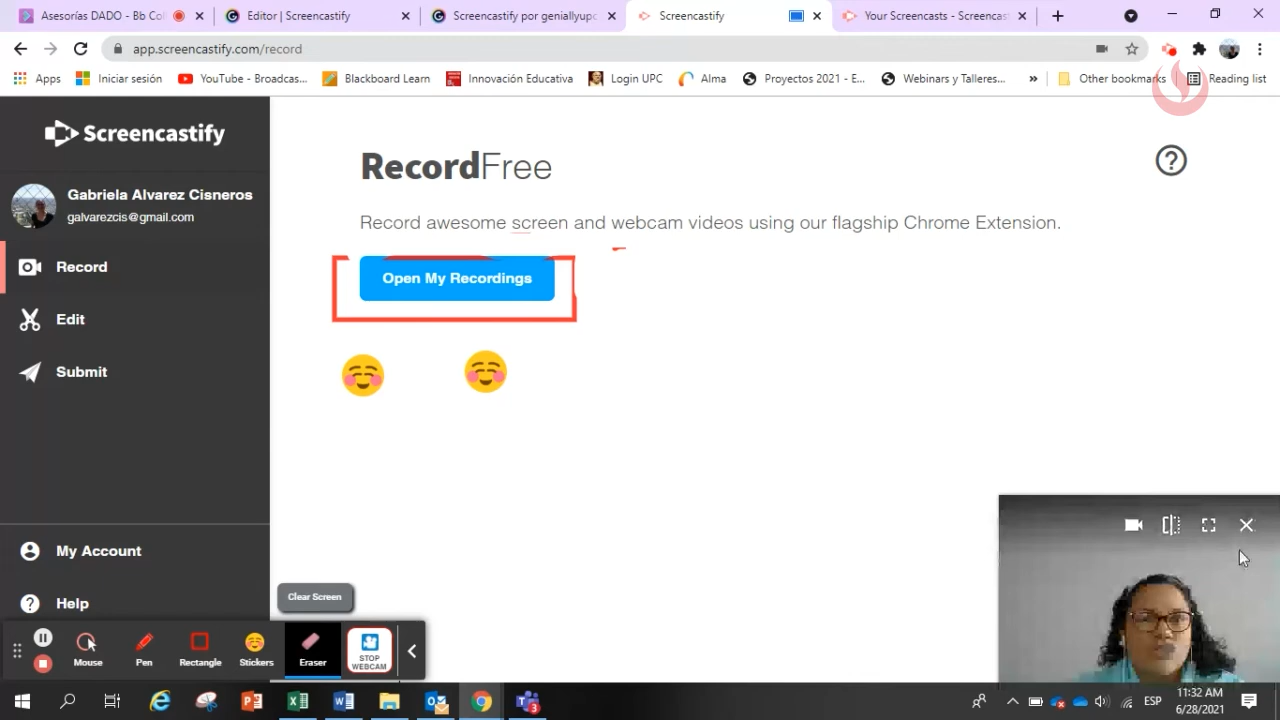 Asesorías DADO - Bb Col
Editor | Screencastify
Screencastify por geniallyupc
Screencastify
Your Screencasts - Screencast
app.screencastify.com/record
Apps
Iniciar sesión
YouTube - Broadcas...
Blackboard Learn
Innovación Educativa
Login UPC
Alma
Proyectos 2021 - E...
Webinars y Talleres...
»
Other bookmarks
Reading list
Screencastify
RecordFree
Gabriela Alvarez Cisneros
galvarezcis@gmail.com
Record awesome screen and webcam videos using our flagship Chrome Extension.
Record
Open My Recordings
Edit
Submit
My Account
Help
Clear Screen
Mouse
Pen
Rectangle
Stickers
Eraser
STOP
WEBCAM
ESP
11:32 AM
6/28/2021